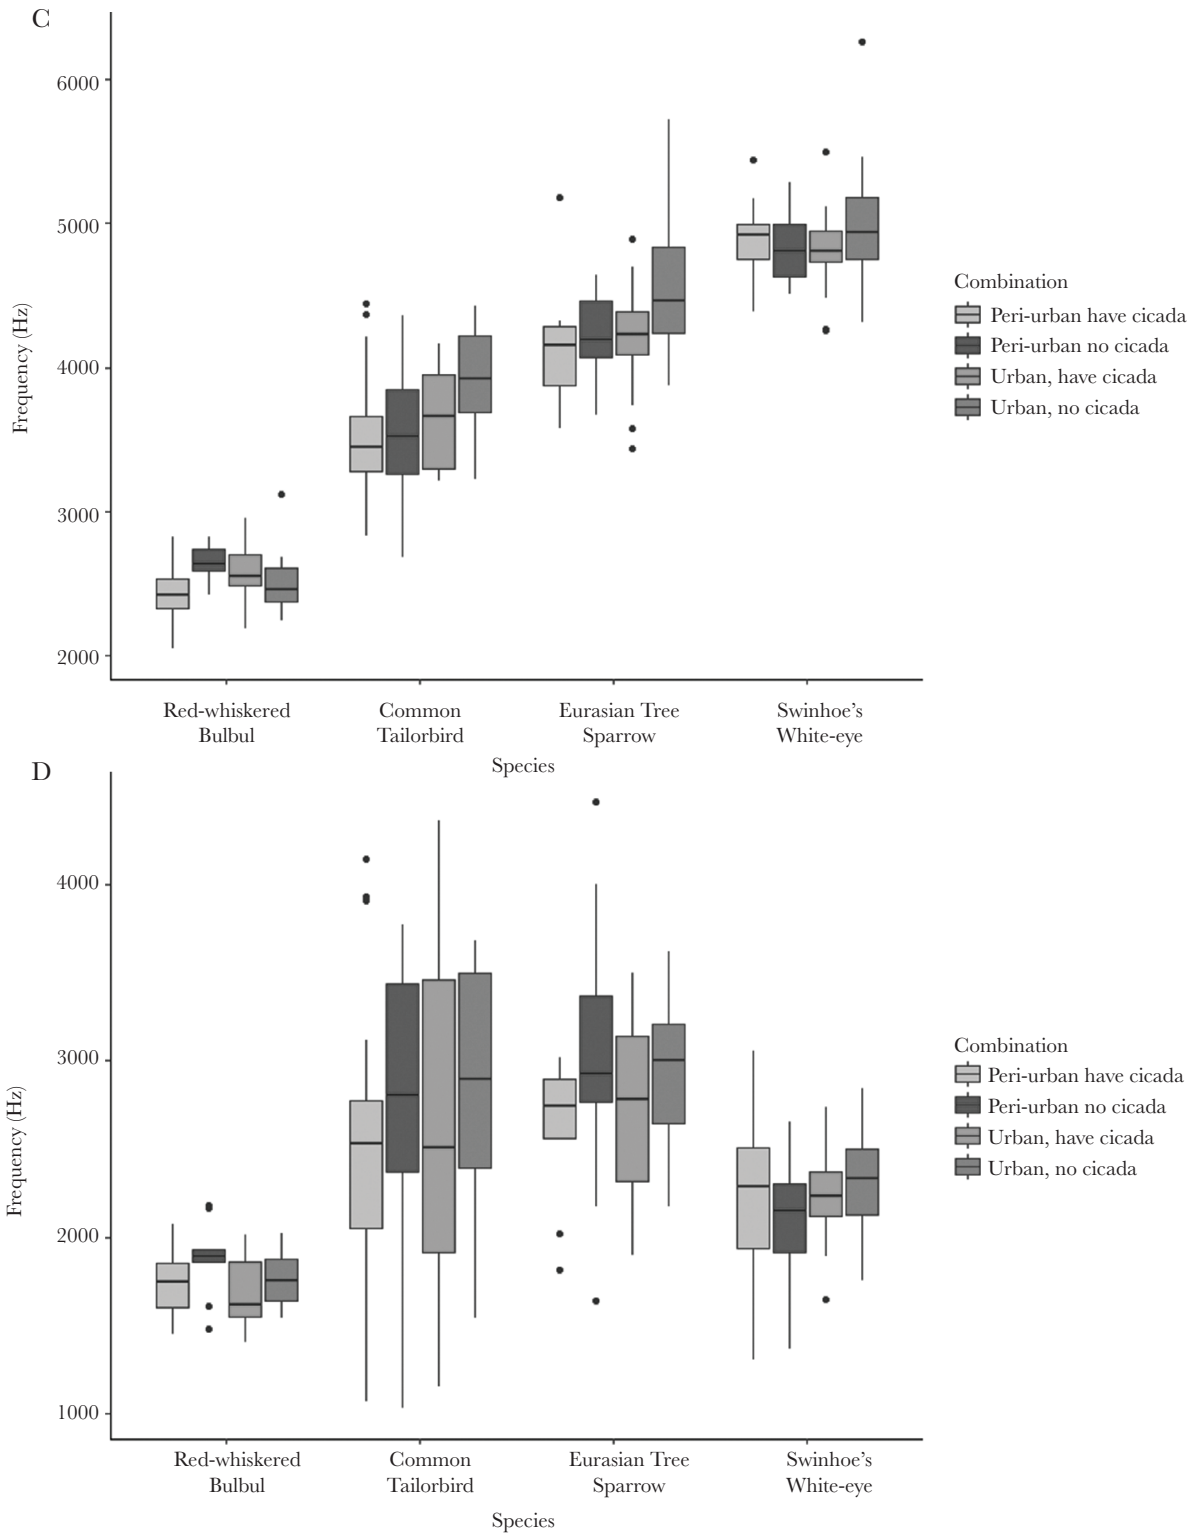 C
6000
5000
4000
3000
2000
Frequency (Hz)
Red-whiskered
Bulbul
Common
Tailorbird
Eurasian Tree
Sparrow
Swinhoe's
White-eye
Species
Combination
Peri-urban have cicada
Peri-urban no cicada
Urban, have cicada
Urban, no cicada
D
4000
3000
2000
1000
Frequency (Hz)
Red-whiskered
Bulbul
Common
Tailorbird
Eurasian Tree
Sparrow
Swinhoe's
White-eye
Species
Combination
Peri-urban have cicada
Peri-urban no cicada
Urban, have cicada
Urban, no cicada